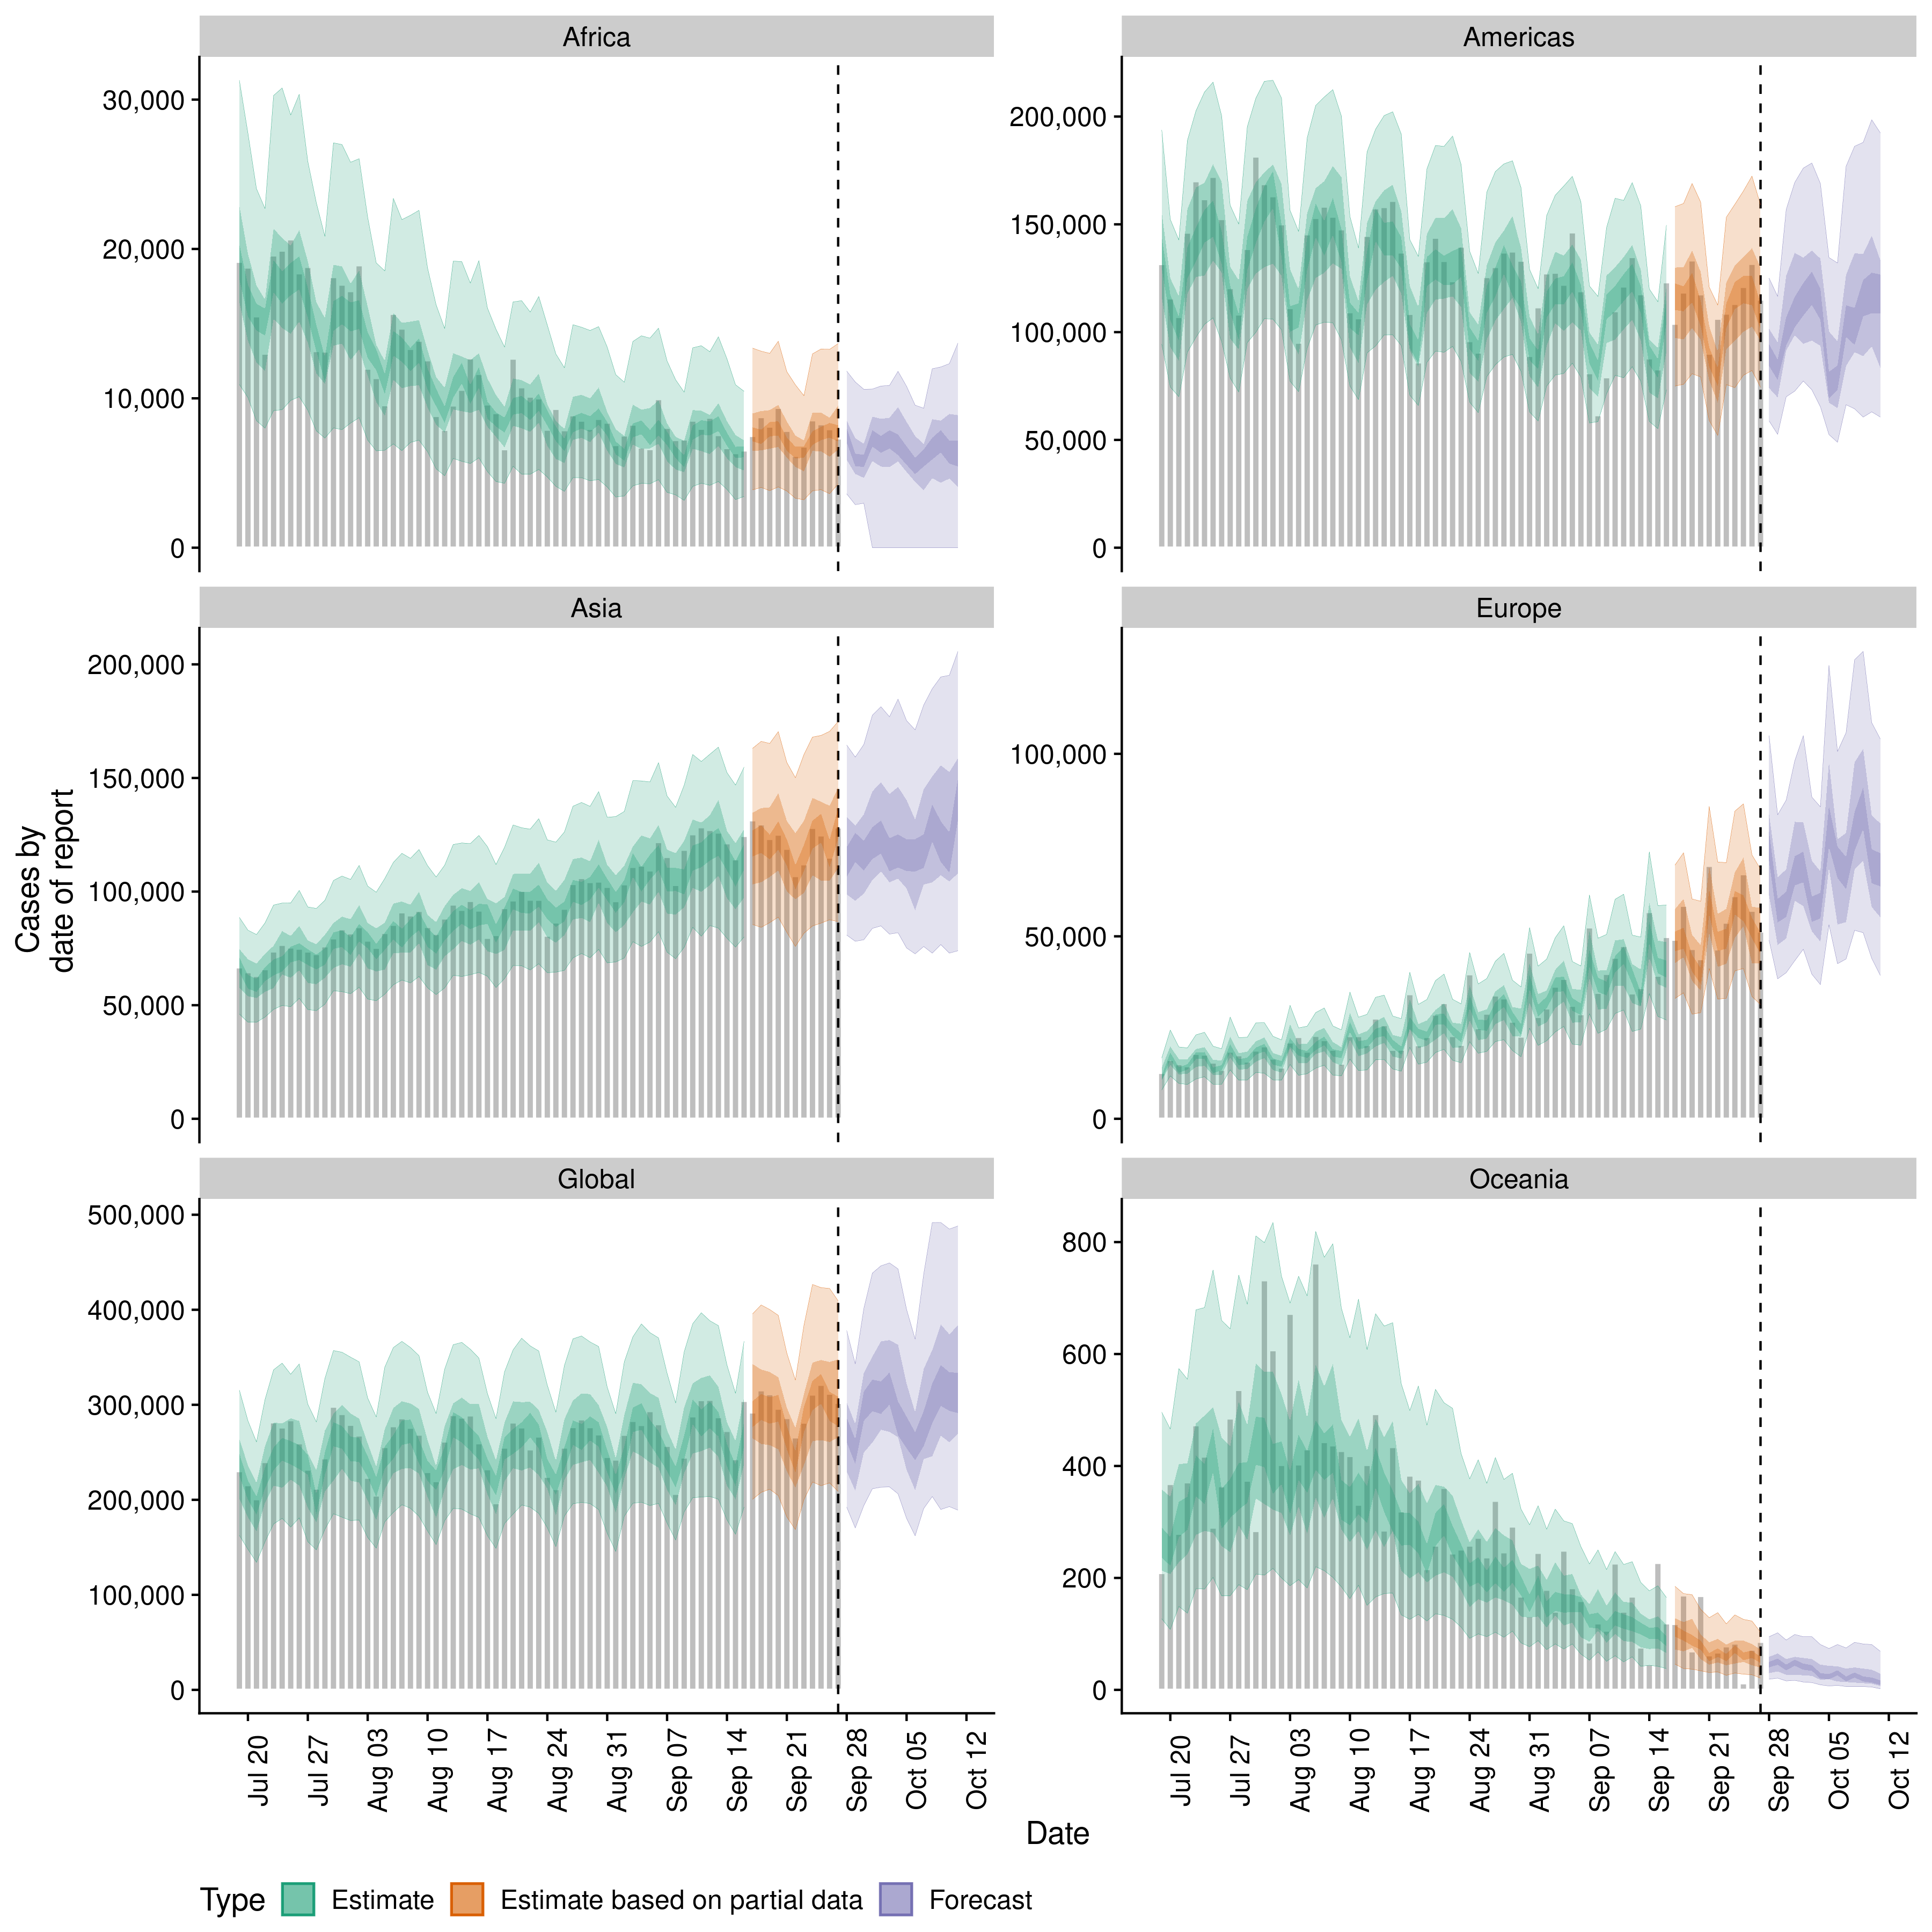 Africa
Americas
30,000
20,000
10,000
0
200,000
150,000
100,000
50,000
0
Asia
Europe
Cases by
date of report
200,000
150,000
100,000
50,000
0
100,000
50,000
0
Global
Oceania
500,000
400,000
300,000
200,000
100,000
0
800
600
400
200
0
Jul 20
Jul 27
Aug 03
Aug 10
Aug 17
Aug 24
Aug 31
Sep 07
Sep 14
Sep 21
Sep 28
Oct 05
Oct 12
Jul 20
Jul 27
Aug 03
Aug 10
Aug 17
Aug 24
Aug 31
Sep 07
Sep 14
Sep 21
Sep 28
Oct 05
Oct 12
Date
Type Estimate Estimate based on partial data Forecast